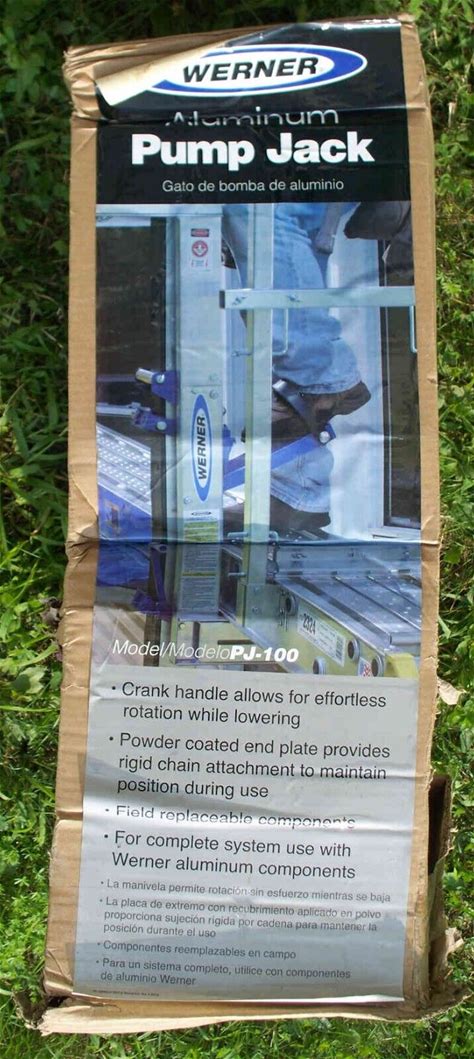 WERNER
Aluminum
Pump Jack
Gato de bomba de aluminio
WERNER
2924
Model/Modelo PJ-100
• Crank handle allows for effortless
rotation while lowering
• Powder coated end plate provides
rigid chain attachment to maintain
position during use
• Field replaceable components
• For complete system use with
Werner aluminum components
• La manivela permite rotación sin esfuerzo mientras se baja
• La placa de extremo con recubrimiento aplicado en polvo
proporciona sujeción rígida por cadena para mantener la
posición durante el uso
• Componentes reemplazables en campo
• Para un sistema completo, utilice con componentes
de aluminio Werner